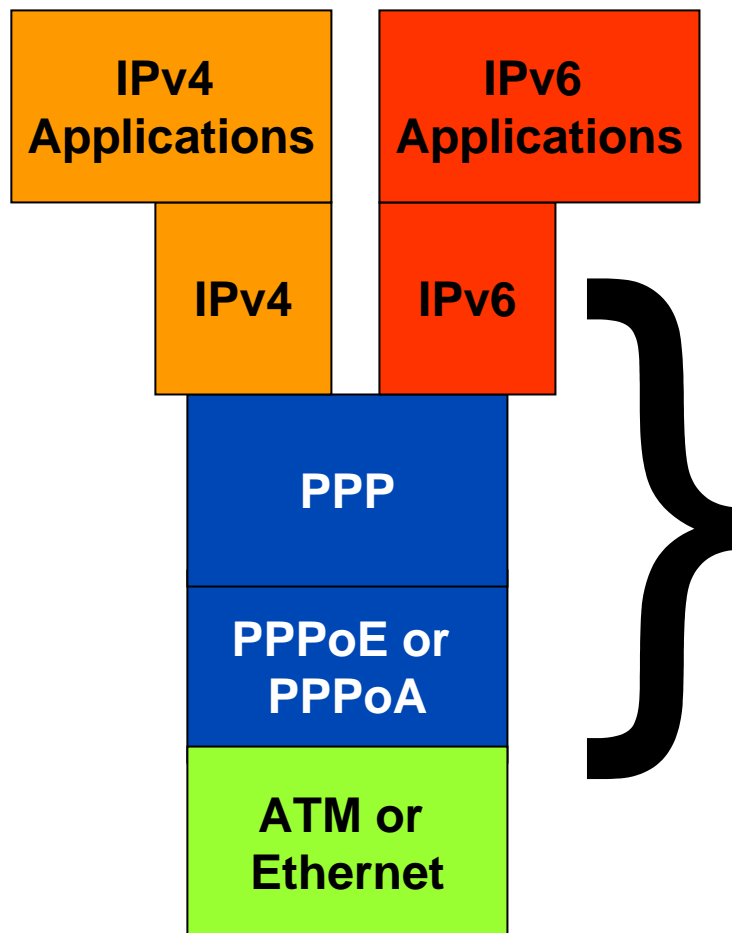 IPv4
Applications
IPv6
Applications
IPv4
IPv6
PPP
PPPoE or
PPPoA
ATM or
Ethernet